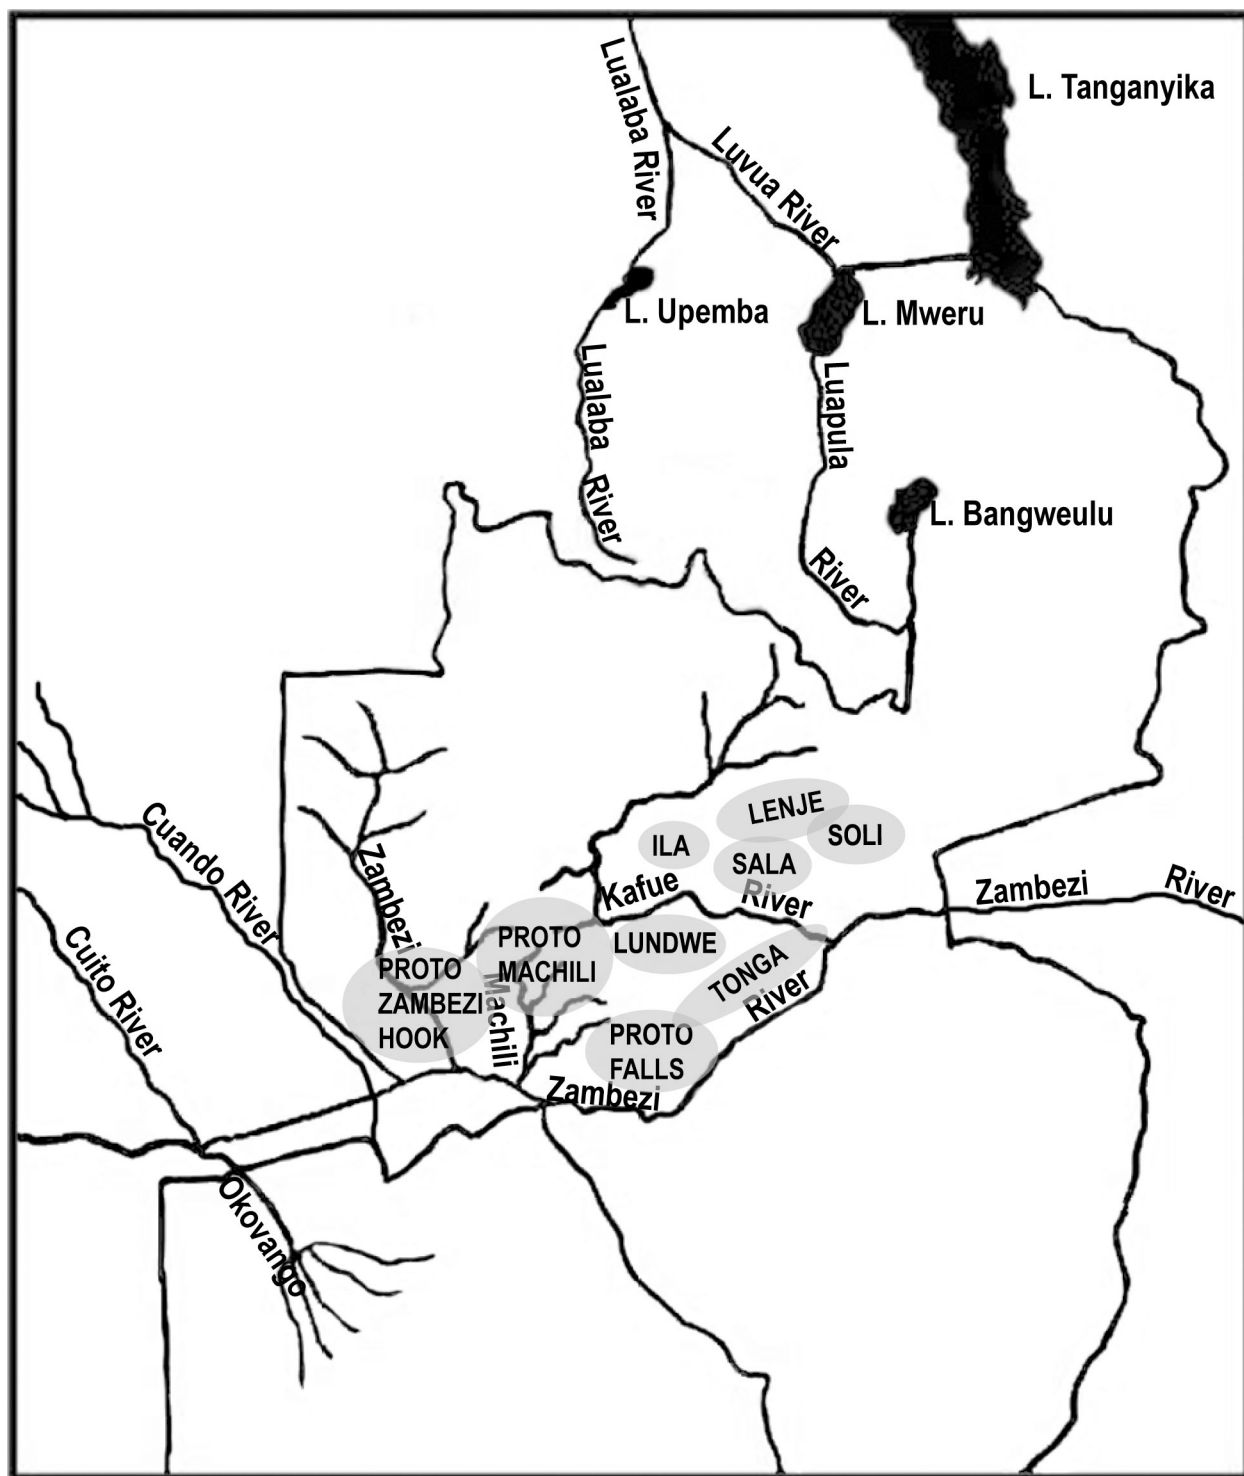 L. Tanganyika
Lualaba River
Luvua River
L. Upemba
L. Mweru
Lualaba River
Luapula River
L. Bangweulu
Cuando River
Cuito River
Zambezi
LENJE
SOLI
ILA
SALA
Kafue River
Zambezi River
PROTO
MACHILI
LUNDWE
PROTO
ZAMBEZI
HOOK
Machili
TONGA
PROTO
FALLS
Zambezi River
Okovango